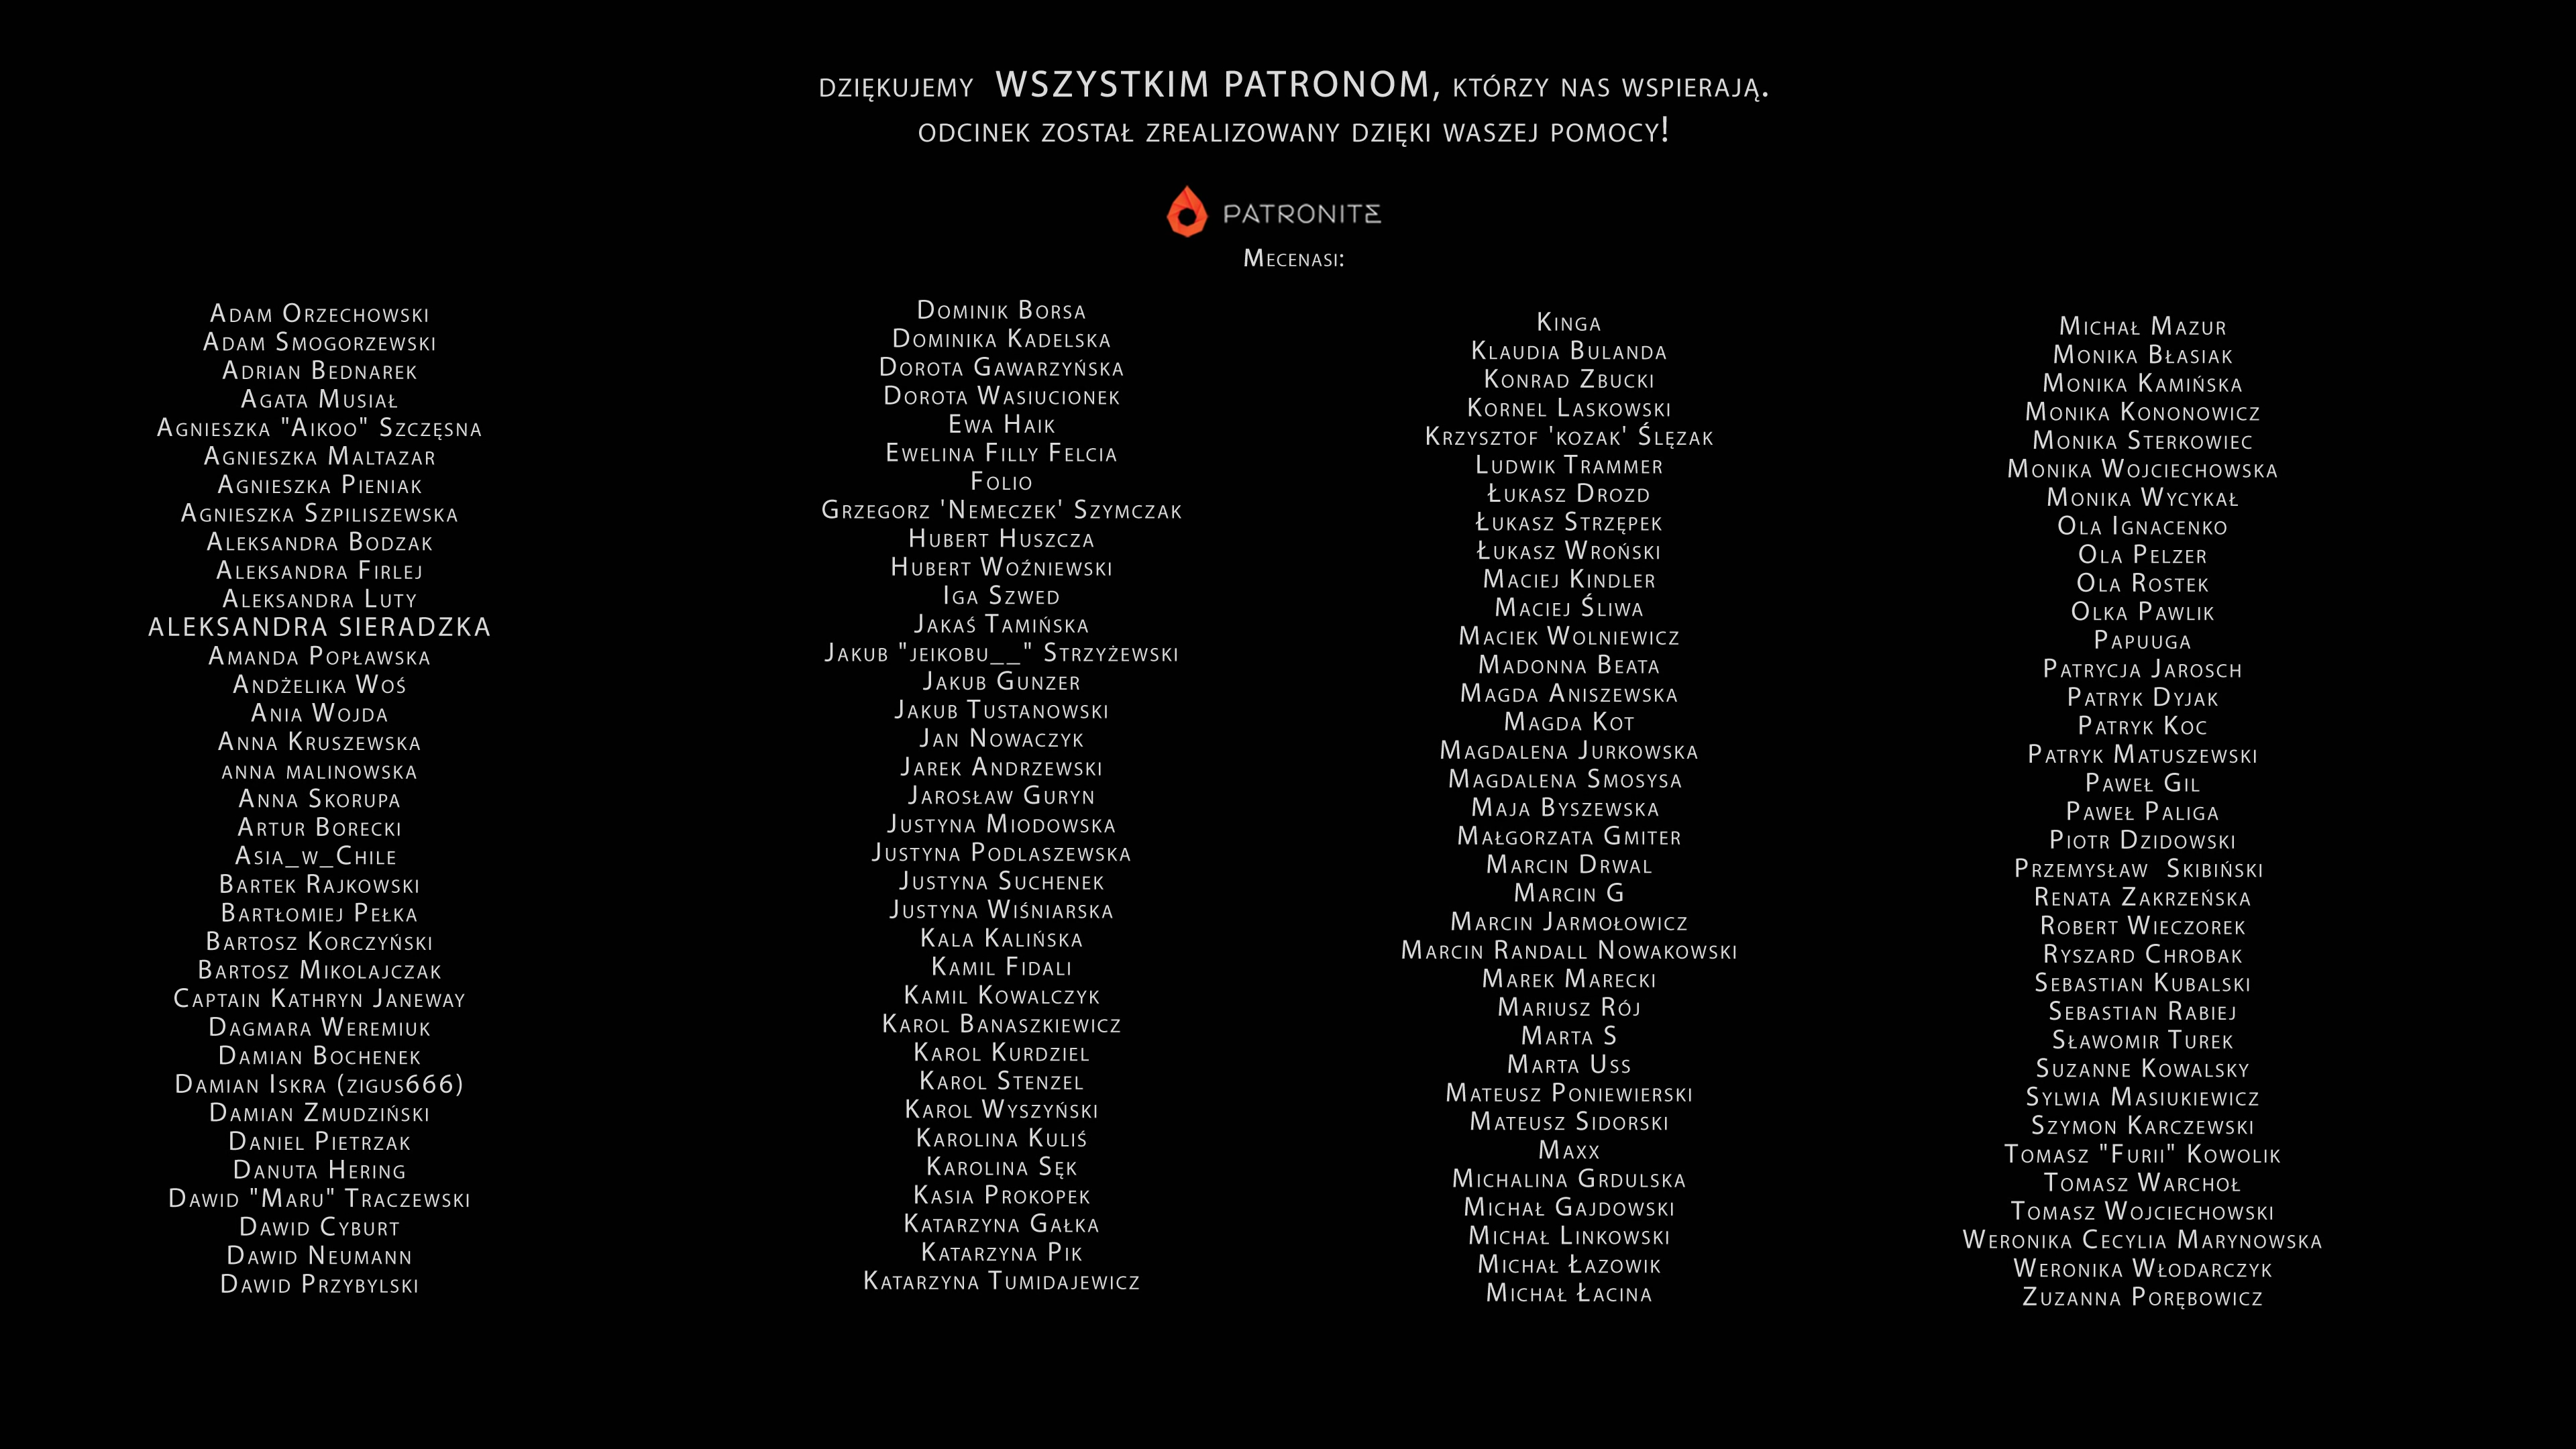 dziękujemy WSZYSTKIM PATRONOM, którzy nas wspierają.
odcinek został zrealizowany dzięki waszej pomocy!
PATRONITE
Mecenasi:
Adam Orzechowski
Adam Smogorzewski
Adrian Bednarek
Agata Musiał
Agnieszka "Aikoo" Szczęsna
Agnieszka Maltazar
Agnieszka Pieniak
Agnieszka Szpiliszewska
Aleksandra Bodzak
Aleksandra Firlej
Aleksandra Luty
ALEKSANDRA SIERADZKA
Amanda Popławska
Andżelika Woś
Ania Wojda
Anna Kruszewska
anna malinowska
Anna Skorupa
Artur Borecki
Asia_w_Chile
Bartek Rajkowski
Bartłomiej Pełka
Bartosz Korczyński
Bartosz Mikolajczak
Captain Kathryn Janeway
Dagmara Weremiuk
Damian Bochenek
Damian Iskra (zigus666)
Damian Zmudziński
Daniel Pietrzak
Danuta Hering
Dawid "Maru" Traczewski
Dawid Cyburt
Dawid Neumann
Dawid Przybylski
Dominik Borsa
Dominika Kadelska
Dorota Gawarzyńska
Dorota Wasiucionek
Ewa Haik
Ewelina Filly Felcia
Folio
Grzegorz 'Nemeczek' Szymczak
Hubert Huszcza
Hubert Woźniewski
Iga Szwed
Jakaś Tamińska
Jakub "jeikobu__" Strzyżewski
Jakub Gunzer
Jakub Tustanowski
Jan Nowaczyk
Jarek Andrzewski
Jarosław Guryn
Justyna Miodowska
Justyna Podlaszewska
Justyna Suchenek
Justyna Wiśniarska
Kala Kalińska
Kamil Fidali
Kamil Kowalczyk
Karol Banaszkiewicz
Karol Kurdziel
Karol Stenzel
Karol Wyszyński
Karolina Kuliś
Karolina Sęk
Kasia Prokopek
Katarzyna Gałka
Katarzyna Pik
Katarzyna Tumidajewicz
Kinga
Klaudia Bulanda
Konrad Zbucki
Kornel Laskowski
Krzysztof 'kozak' Ślęzak
Ludwik Trammer
Łukasz Drozd
Łukasz Strzępek
Łukasz Wroński
Maciej Kindler
Maciej Śliwa
Maciek Wolniewicz
Madonna Beata
Magda Aniszewska
Magda Kot
Magdalena Jurkowska
Magdalena Smosysa
Maja Byszewska
Małgorzata Gmiter
Marcin Drwal
Marcin G
Marcin Jarmołowicz
Marcin Randall Nowakowski
Marek Marecki
Mariusz Rój
Marta S
Marta Uss
Mateusz Poniewierski
Mateusz Sidorski
Maxx
Michalina Grdulska
Michał Gajdowski
Michał Linkowski
Michał Łazowik
Michał Łacina
Michał Mazur
Monika Błasiak
Monika Kamińska
Monika Kononowicz
Monika Sterkowiec
Monika Wojciechowska
Monika Wycykał
Ola Ignacenko
Ola Pelzer
Ola Rostek
Olka Pawlik
Papuuga
Patrycja Jarosch
Patryk Dyjak
Patryk Koc
Patryk Matuszewski
Paweł Gil
Paweł Paliga
Piotr Dzidowski
Przemysław Skibiński
Renata Zakrzeńska
Robert Wieczorek
Ryszard Chrobak
Sebastian Kubalski
Sebastian Rabiej
Sławomir Turek
Suzanne Kowalsky
Sylwia Masiukiewicz
Szymon Karczewski
Tomasz "Furii" Kowolik
Tomasz Warchoł
Tomasz Wojciechowski
Weronika Cecylia Marynowska
Weronika Włodarczyk
Zuzanna Porębowicz